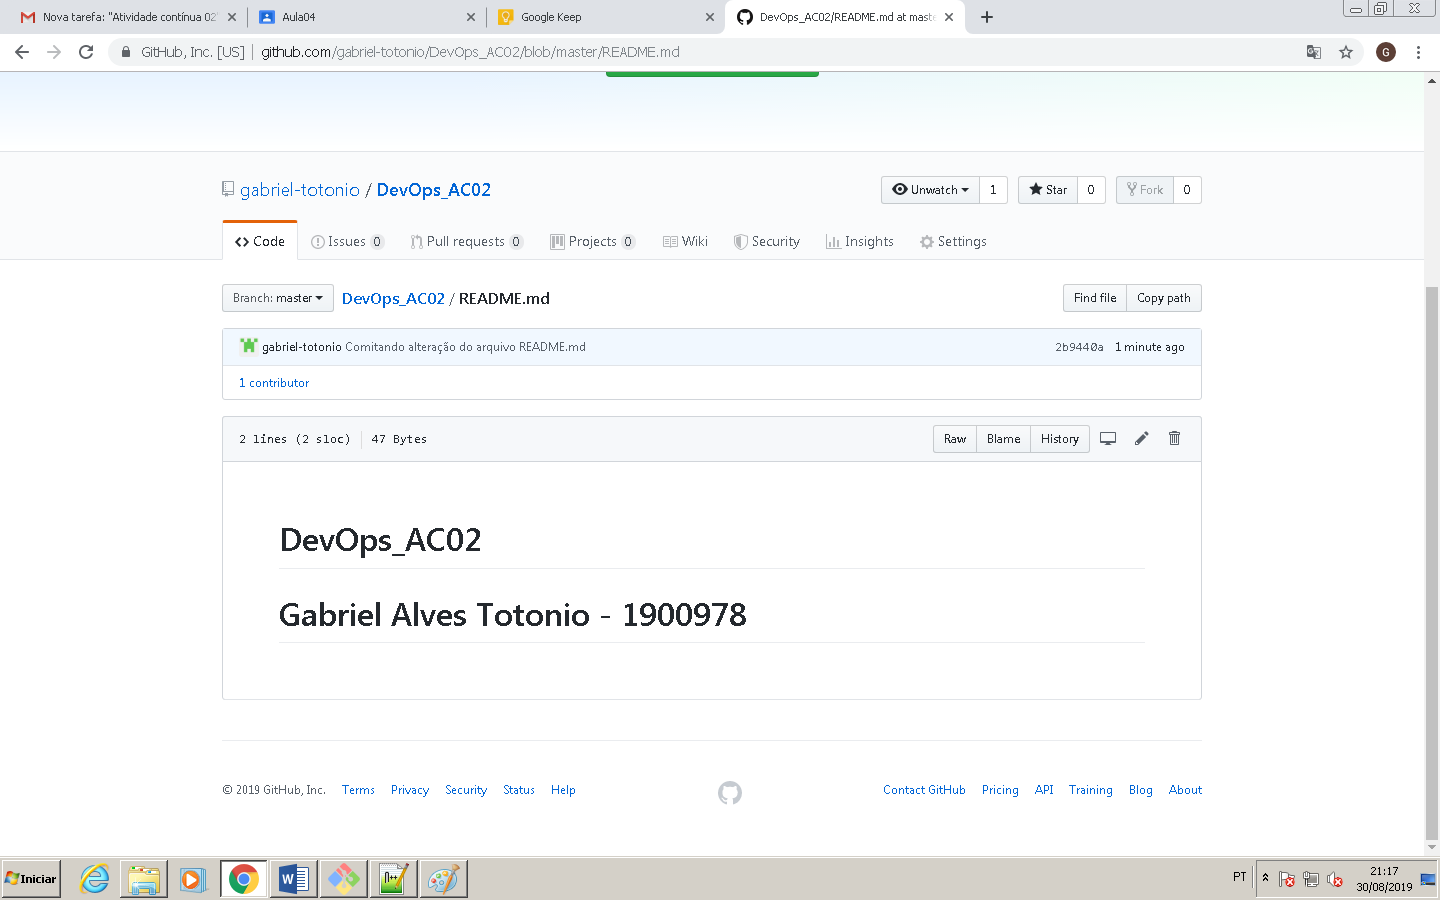 Nova tarefa: "Atividade contínua 02"
Aula04
Google Keep
DevOps_AC02/README.md at maste
GitHub, Inc. [US] | github.com/gabriel-totonio/DevOps_AC02/blob/master/README.md
G
gabriel-totonio / DevOps_AC02
Unwatch 1
Star 0
Fork 0
Code
Issues 0
Pull requests 0
Projects 0
Wiki
Security
Insights
Settings
Branch: master
DevOps_AC02 / README.md
Find file
Copy path
gabriel-totonio Comitando alteração do arquivo README.md
2b9440a 1 minute ago
1 contributor
2 lines (2 sloc) 47 Bytes
Raw
Blame
History
DevOps_AC02
Gabriel Alves Totonio - 1900978
© 2019 GitHub, Inc.
Terms
Privacy
Security
Status
Help
Contact GitHub
Pricing
API
Training
Blog
About
Iniciar
PT
21:17
30/08/2019